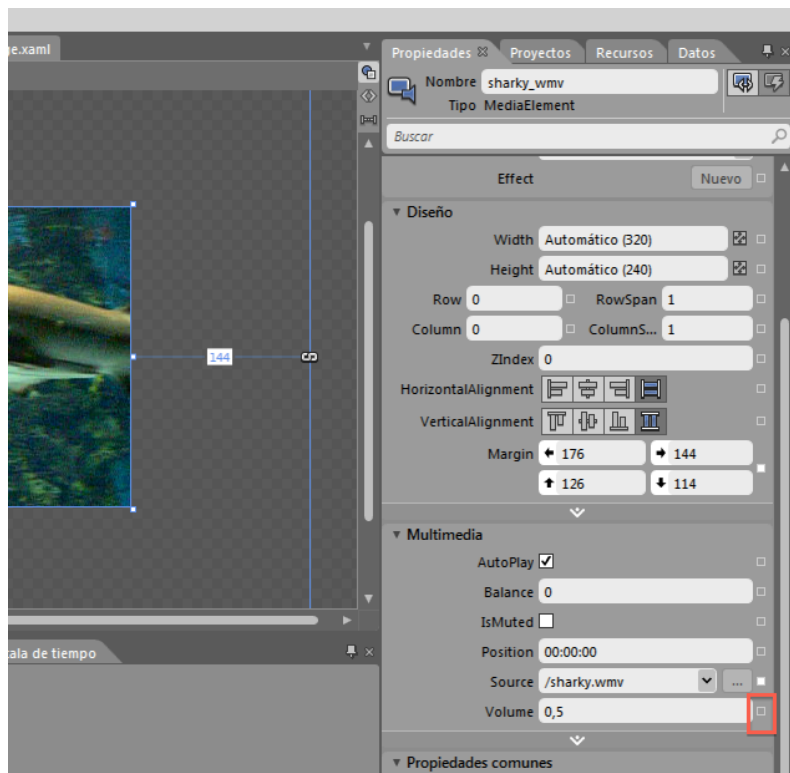 ge.xaml
Propiedades Proyectos Recursos Datos
Nombre sharky_wmv
Tipo MediaElement
Buscar
Effect Nuevo
Diseño
Width Automático (320)
Height Automático (240)
Row 0 RowSpan 1
Column 0 ColumnS... 1
ZIndex 0
HorizontalAlignment
VerticalAlignment
Margin 176 144
126 114
144
Multimedia
AutoPlay
Balance 0
IsMuted
Position 00:00:00
Source /sharky.wmv ...
Volume 0,5
Propiedades comunes
cala de tiempo